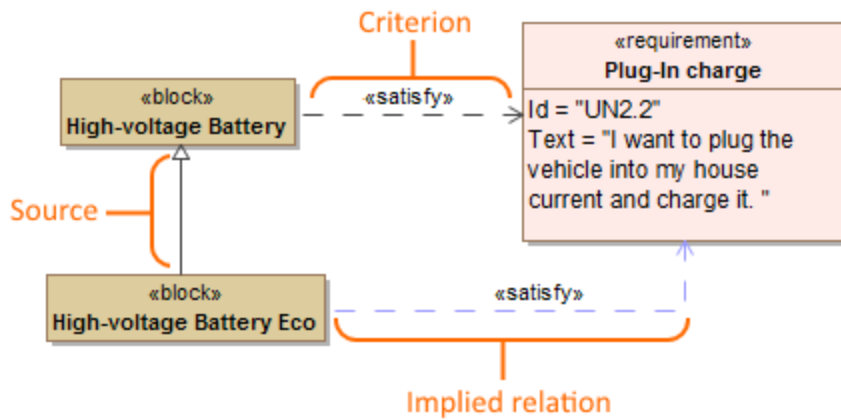 Criterion
«requirement»
Plug-In charge
«block»
High-voltage Battery
«satisfy»
Id = "UN2.2"
Text = "I want to plug the
vehicle into my house
current and charge it. "
Source
«block»
High-voltage Battery Eco
«satisfy»
Implied relation